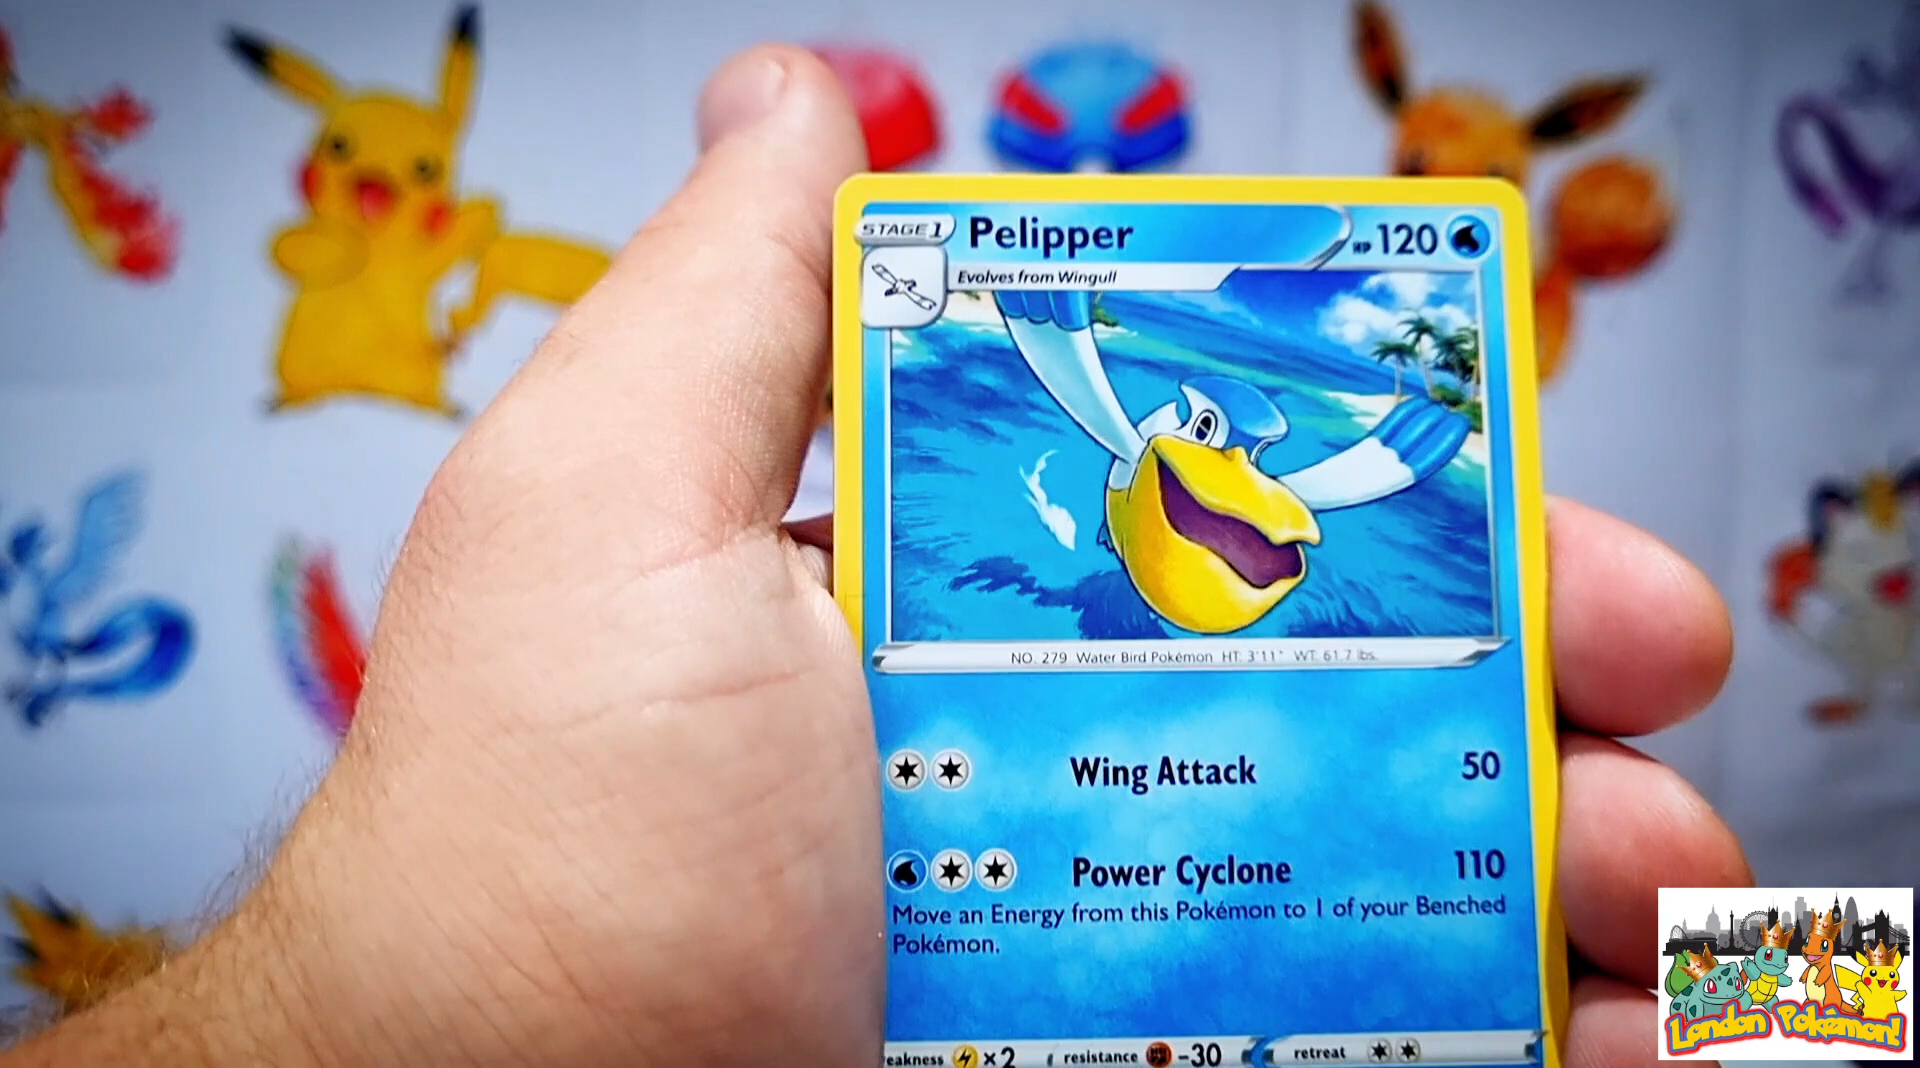 STAGE 1 Pelipper HP 120
Evolves from Wingull
NO. 279 Water Bird Pokémon HT: 3'11" WT: 61.7 lbs.
Wing Attack 50
Power Cyclone 110
Move an Energy from this Pokémon to 1 of your Benched
Pokémon.
eakness ×2 resistance -30 retreat
London Pokémon!